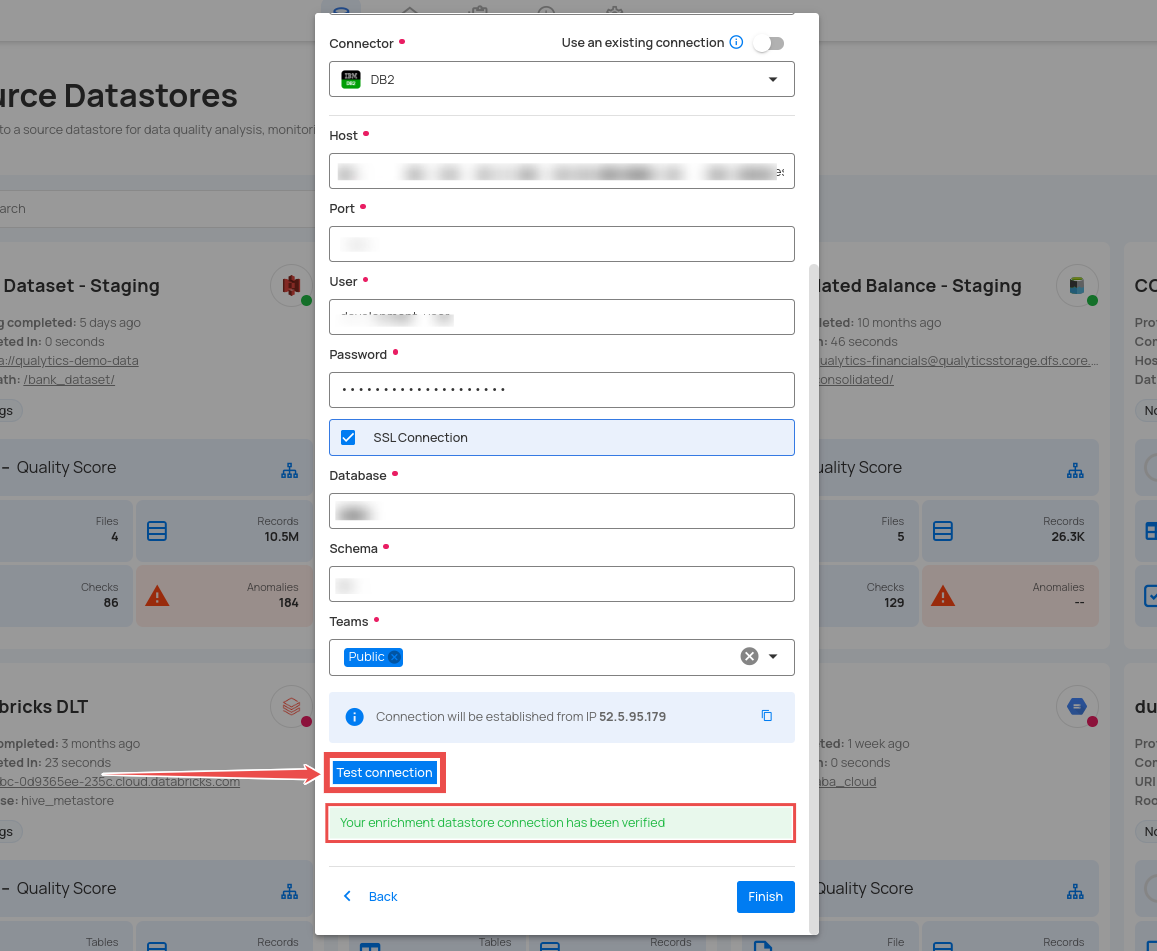 Connector
Use an existing connection
IBM
DB2
DB2
urce Datastores
to a source datastore for data quality analysis, monitori
Host
es
Port
arch
User
Dataset - Staging
lated Balance - Staging
CO
g completed: 5 days ago
leted: 10 months ago
Pro
eted In: 0 seconds
n: 46 seconds
Con
a://qualytics-demo-data
ualytics-financials@qualyticsstorage.dfs.core,...
Hos
ath: /bank_dataset/
onsolidated/
Dat
Password
••••••••••••••••••••
gs
No
SSL Connection
– Quality Score
uality Score
Database
Files
4
Records
10.5M
Files
5
Records
26.3K
Schema
Checks
86
Anomalies
184
Checks
129
Anomalies
--
Teams
Public
bricks DLT
du
Connection will be established from IP 52.5.95.179
ompleted: 3 months ago
ted: 1 week ago
Pro
eted In: 23 seconds
n: 0 seconds
Con
bc-0d9365ee-235c.cloud.databricks.com
aba_cloud
URI
se: hive_metastore
Roo
Test connection
gs
No
Your enrichment datastore connection has been verified
– Quality Score
Quality Score
Back
Finish
Tables
Records
Tables
Records
File
Records